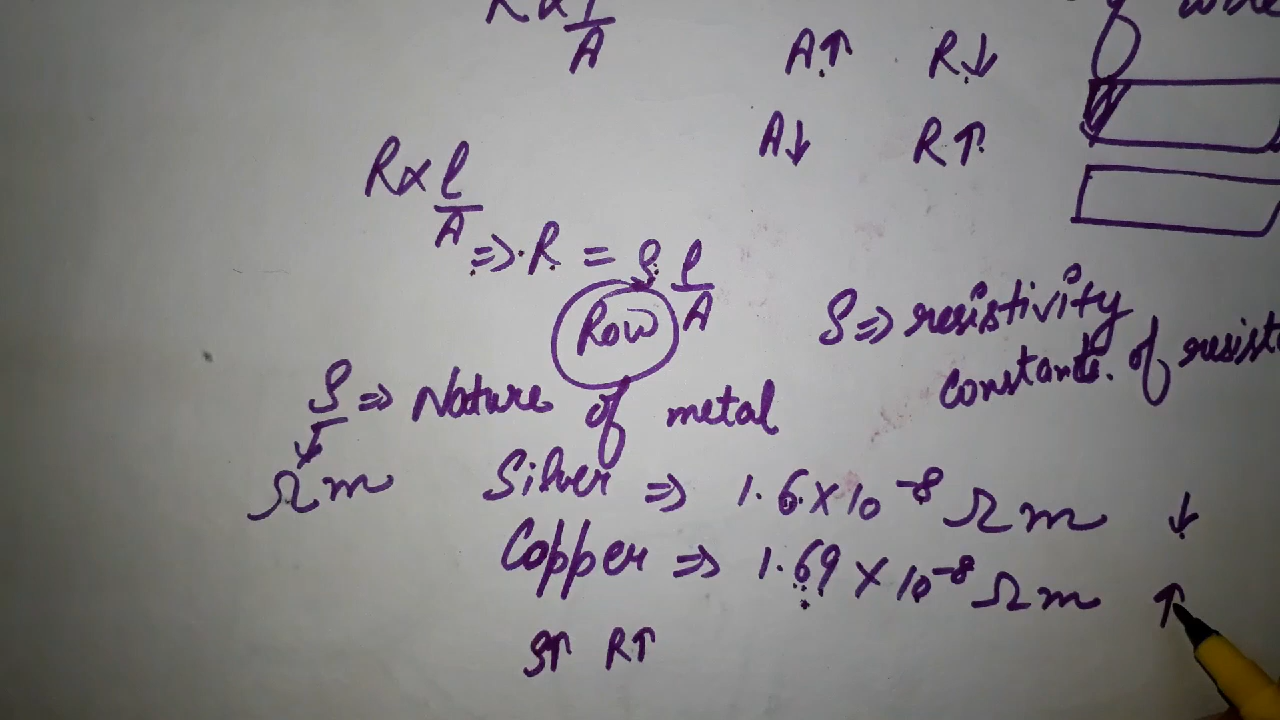 R ∝ l/A
A↑ R↓
A↓ R↑
R ∝ l/A
⇒ R = ρ l/A
Row
ρ ⇒ resistivity
constant. of
ρ ⇒ Nature of metal
Ωm
Silver ⇒ 1.6 × 10⁻⁸ Ωm ↓
Copper ⇒ 1.69 × 10⁻⁸ Ωm ↑
ρ↑ R↑